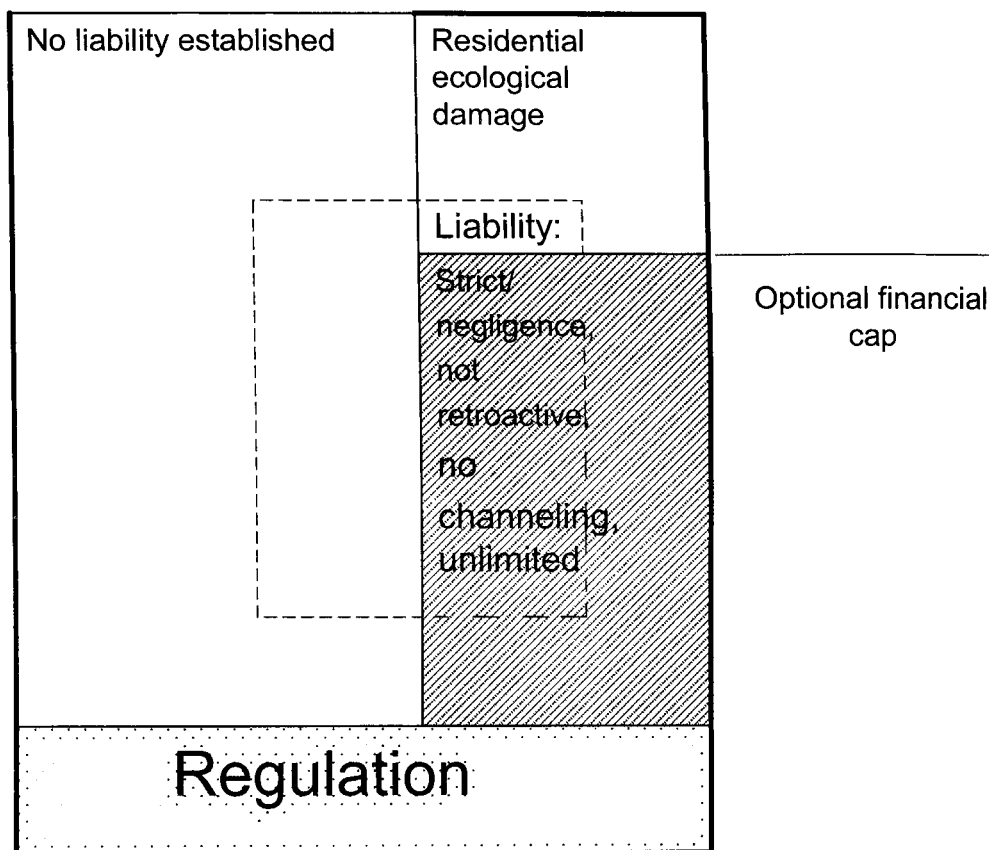 No liability established
Residential
ecological
damage
Liability:
Strict/
negligence,
not
retroactive,
no
channeling,
unlimited
Optional financial
cap
Regulation